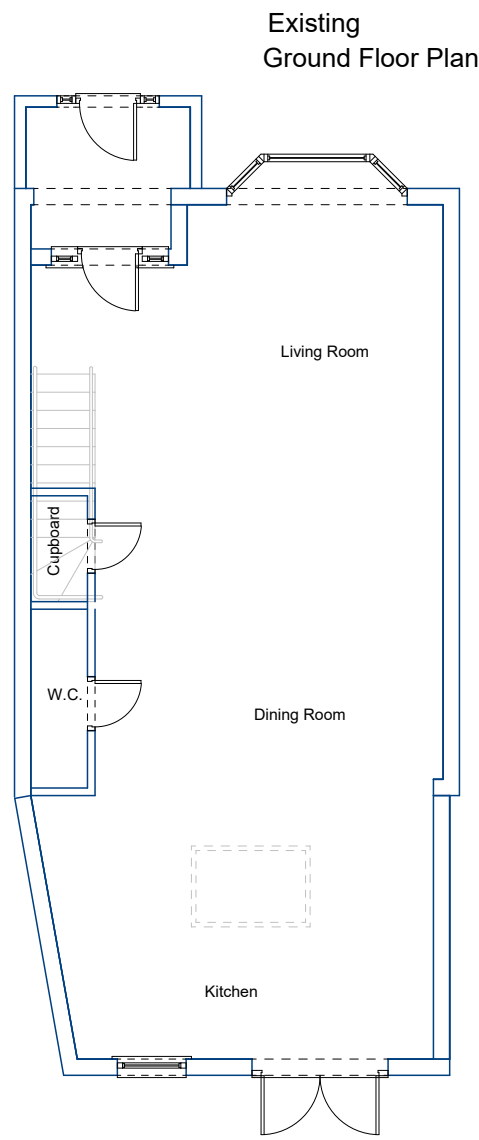 Existing
Ground Floor Plan
Living Room
Cupboard
W.C.
Dining Room
Kitchen